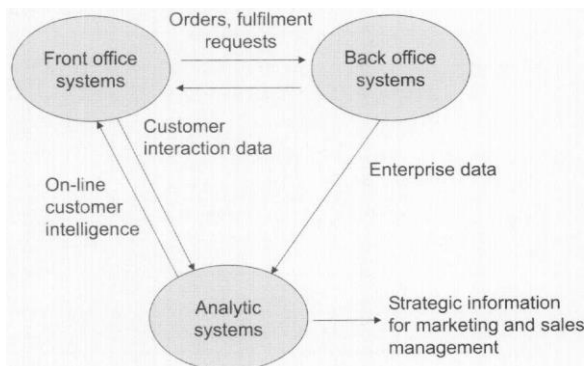 Orders, fulfilment
requests
Front office
systems
Back office
systems
Customer
interaction data
Enterprise data
On-line
customer
intelligence
Analytic
systems
Strategic information
for marketing and sales
management